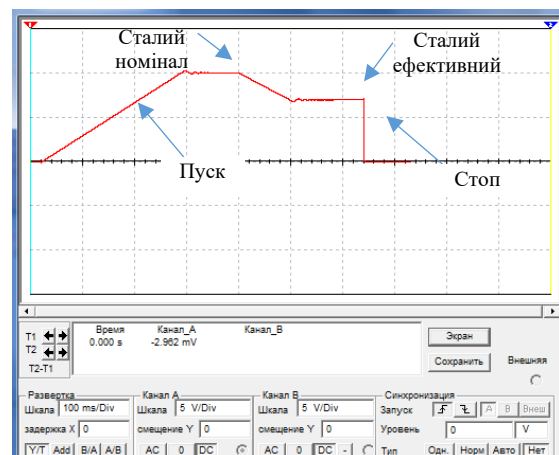 1
2
Сталий
номінал
Сталий
ефективний
Пуск
Стоп
T1
T2
T2-T1
Время Канал_A Канал_B
0.000 s -2.962 mV
Экран
Сохранить
Внешняя
Развертка
Шкала 100 ms/Div
задержка X 0
Y/T Add B/A A/B
Канал A
Шкала 5 V/Div
смещение Y 0
AC 0 DC
Канал B
Шкала 5 V/Div
смещение Y 0
AC 0 DC -
Синхронизация
Запуск A B Внеш
Уровень 0 V
Тип Одн. Норм Авто Нет